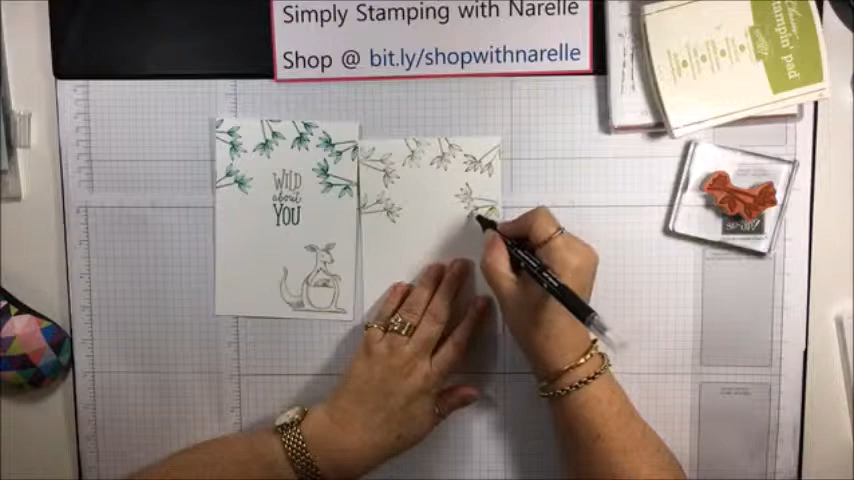 Simply Stamping with Narelle
Shop @ bit.ly/shopwithnarelle
Stampin' pad
WILD
about
YOU